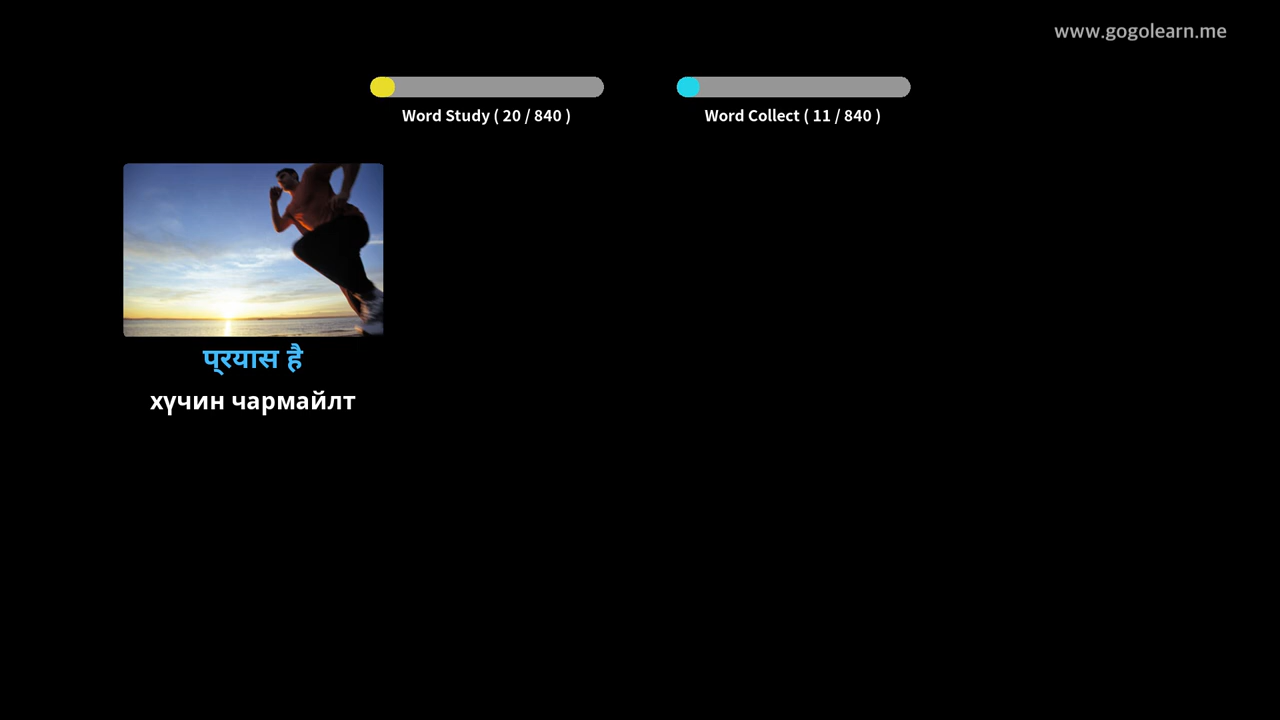 www.gogolearn.me
Word Study ( 20 / 840 )
Word Collect ( 11 / 840 )
प्रयास है
хүчин чармайлт